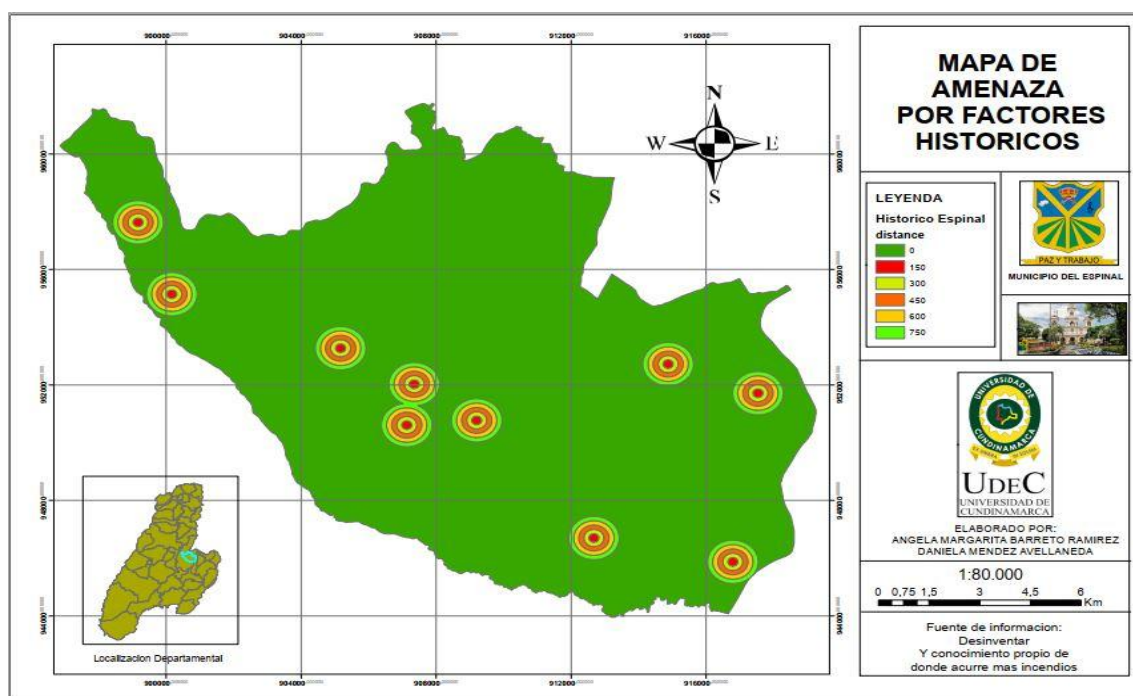 MAPA DE
AMENAZA
POR FACTORES
HISTORICOS
900000
904000
908000
912000
916000
N
W
E
S
LEYENDA
Historico Espinal
distance
0
150
300
450
600
750
PAZ Y TRABAJO
MUNICIPIO DEL ESPINAL
UNIVERSIDAD DE
CUNDINAMARCA
UDEC
UNIVERSIDAD DE
CUNDINAMARCA
ELABORADO POR:
ANGELA MARGARITA BARRETO RAMIREZ
DANIELA MENDEZ AVELLANEDA
1:80.000
0 0,75 1,5 3 4,5 6
Km
Fuente de informacion:
Desinventar
Y conocimiento propio de
donde acurre mas incendios
Localizacion Departamental